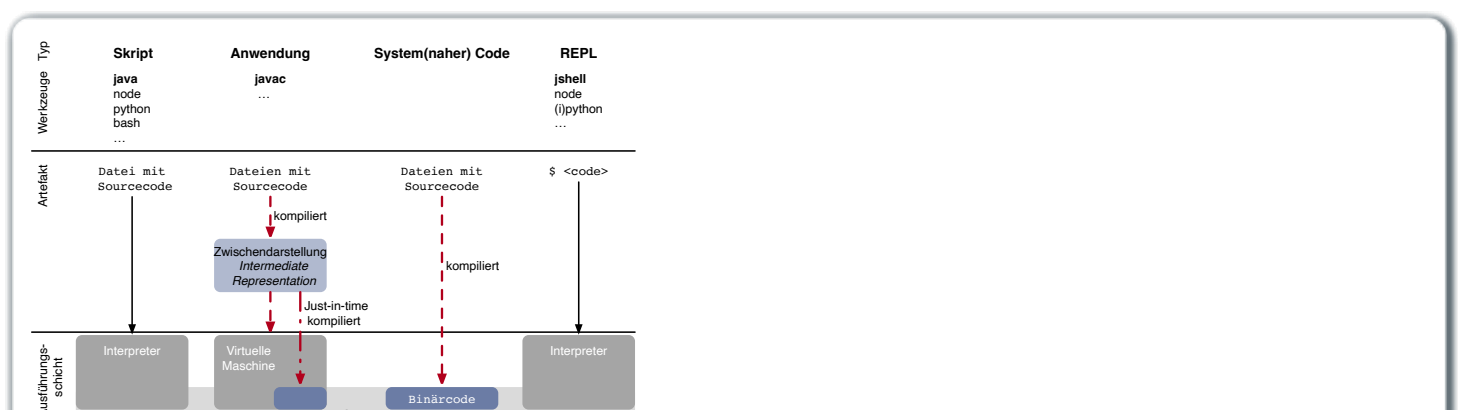 Typ
Skript
Anwendung
System(naher) Code
REPL
Werkzeuge
java
node
python
bash
…
javac
…
jshell
node
(i)python
…
Artefakt
Datei mit
Sourcecode
Dateien mit
Sourcecode
Dateien mit
Sourcecode
$ <code>
kompiliert
Zwischendarstellung
Intermediate
Representation
kompiliert
Just-in-time
kompiliert
Ausführungs-
schicht
Interpreter
Virtuelle
Maschine
Binärcode
Interpreter